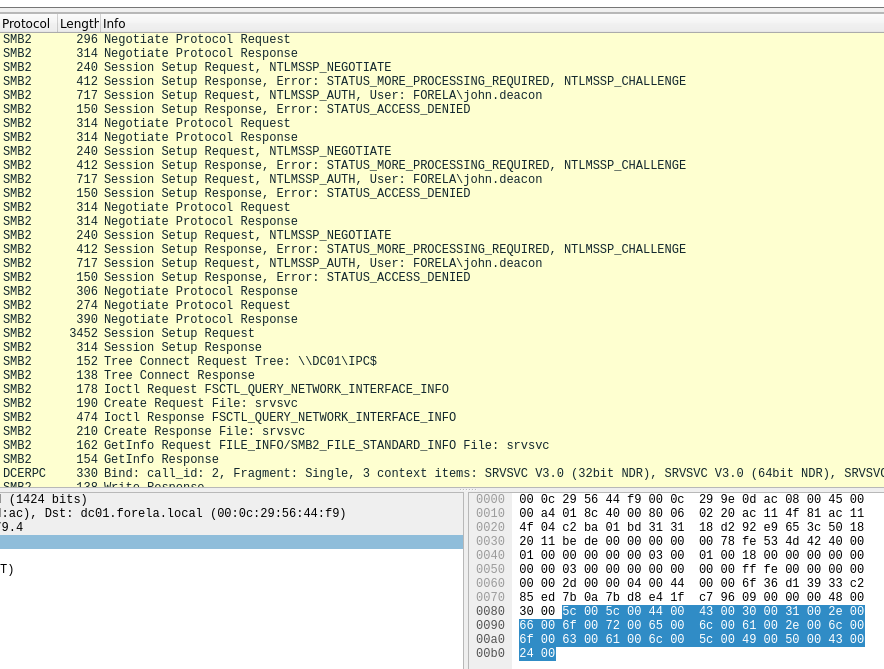 Protocol Length Info
SMB2 296 Negotiate Protocol Request
SMB2 314 Negotiate Protocol Response
SMB2 240 Session Setup Request, NTLMSSP_NEGOTIATE
SMB2 412 Session Setup Response, Error: STATUS_MORE_PROCESSING_REQUIRED, NTLMSSP_CHALLENGE
SMB2 717 Session Setup Request, NTLMSSP_AUTH, User: FORELA\john.deacon
SMB2 150 Session Setup Response, Error: STATUS_ACCESS_DENIED
SMB2 314 Negotiate Protocol Request
SMB2 314 Negotiate Protocol Response
SMB2 240 Session Setup Request, NTLMSSP_NEGOTIATE
SMB2 412 Session Setup Response, Error: STATUS_MORE_PROCESSING_REQUIRED, NTLMSSP_CHALLENGE
SMB2 717 Session Setup Request, NTLMSSP_AUTH, User: FORELA\john.deacon
SMB2 150 Session Setup Response, Error: STATUS_ACCESS_DENIED
SMB2 314 Negotiate Protocol Request
SMB2 314 Negotiate Protocol Response
SMB2 240 Session Setup Request, NTLMSSP_NEGOTIATE
SMB2 412 Session Setup Response, Error: STATUS_MORE_PROCESSING_REQUIRED, NTLMSSP_CHALLENGE
SMB2 717 Session Setup Request, NTLMSSP_AUTH, User: FORELA\john.deacon
SMB2 150 Session Setup Response, Error: STATUS_ACCESS_DENIED
SMB2 306 Negotiate Protocol Response
SMB2 274 Negotiate Protocol Request
SMB2 390 Negotiate Protocol Response
SMB2 3452 Session Setup Request
SMB2 314 Session Setup Response
SMB2 152 Tree Connect Request Tree: \\DC01\IPC$
SMB2 138 Tree Connect Response
SMB2 178 Ioctl Request FSCTL_QUERY_NETWORK_INTERFACE_INFO
SMB2 190 Create Request File: srvsvc
SMB2 474 Ioctl Response FSCTL_QUERY_NETWORK_INTERFACE_INFO
SMB2 210 Create Response File: srvsvc
SMB2 162 GetInfo Request FILE_INFO/SMB2_FILE_STANDARD_INFO File: srvsvc
SMB2 154 GetInfo Response
DCERPC 330 Bind: call_id: 2, Fragment: Single, 3 context items: SRVSVC V3.0 (32bit NDR), SRVSVC V3.0 (64bit NDR), SRVSVC
SMB2 138 Write Response
(1424 bits)
:ac), Dst: dc01.forela.local (00:0c:29:56:44:f9)
9.4
T)
0000 00 0c 29 56 44 f9 00 0c 29 9e 0d ac 08 00 45 00
0010 00 a4 01 8c 40 00 80 06 02 20 ac 11 4f 81 ac 11
0020 4f 04 c2 ba 01 bd 31 31 18 d2 92 e9 65 3c 50 18
0030 20 11 be de 00 00 00 00 00 78 fe 53 4d 42 40 00
0040 01 00 00 00 00 00 03 00 01 00 18 00 00 00 00 00
0050 00 00 03 00 00 00 00 00 00 00 ff fe 00 00 00 00
0060 00 00 2d 00 00 04 00 44 00 00 6f 36 d1 39 33 c2
0070 85 ed 7b 0a 7b d8 e4 1f c7 96 09 00 00 00 48 00
0080 30 00 5c 00 5c 00 44 00 43 00 30 00 31 00 2e 00
0090 66 00 6f 00 72 00 65 00 6c 00 61 00 2e 00 6c 00
00a0 6f 00 63 00 61 00 6c 00 5c 00 49 00 50 00 43 00
00b0 24 00